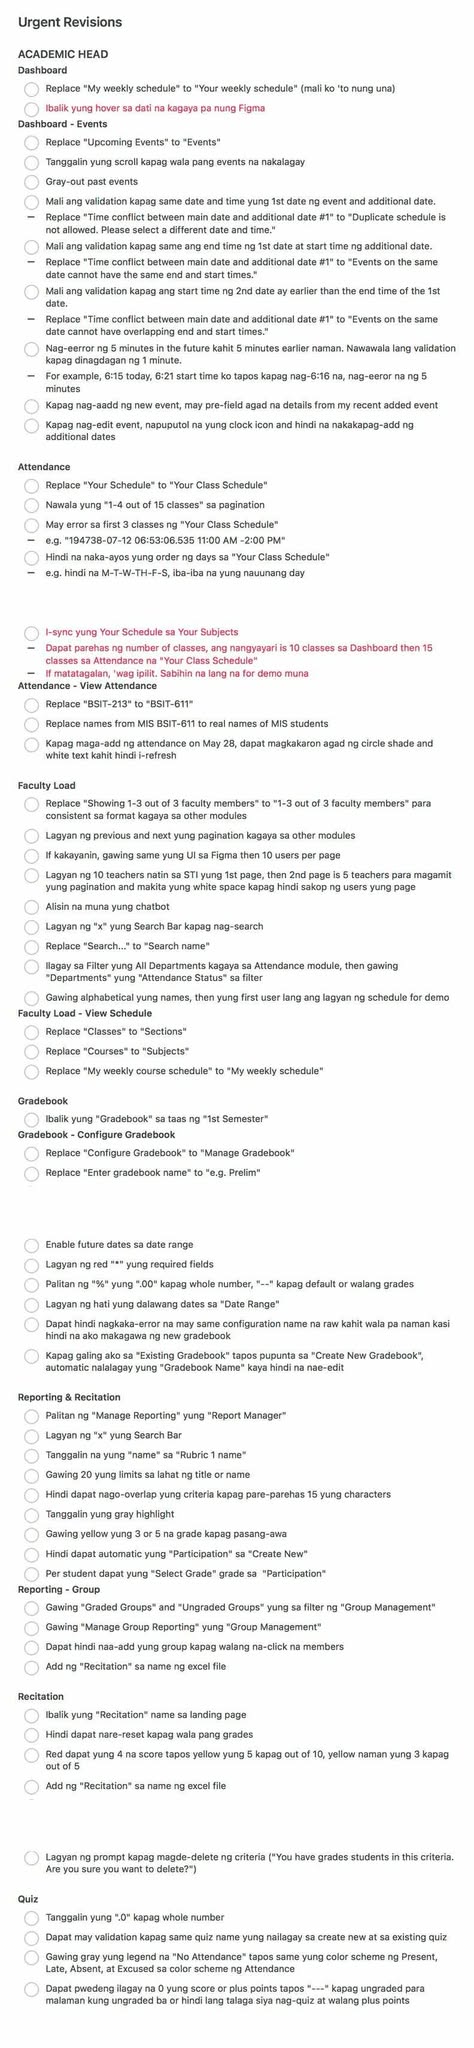 Urgent Revisions
ACADEMIC HEAD
Dashboard
Replace "My weekly schedule" to "Your weekly schedule" (mali ko 'to nung una)
Ibalik yung hover sa dati na kagaya pa nung Figma
Dashboard - Events
Replace "Upcoming Events" to "Events"
Tanggalin yung scroll kapag wala pang events na nakalagay
Gray-out past events
Mali ang validation kapag same date and time yung 1st date ng event and additional date.
– Replace "Time conflict between main date and additional date #1" to "Duplicate schedule is
not allowed. Please select a different date and time."
Mali ang validation kapag same ang end time ng 1st date at start time ng additional date.
– Replace "Time conflict between main date and additional date #1" to "Events on the same
date cannot have the same end and start times."
Mali ang validation kapag ang start time ng 2nd date ay earlier than the end time of the 1st
date.
– Replace "Time conflict between main date and additional date #1" to "Events on the same
date cannot have overlapping end and start times."
Nag-eerror ng 5 minutes in the future kahit 5 minutes earlier naman. Nawawala lang validation
kapag dinagdagan ng 1 minute.
– For example, 6:15 today, 6:21 start time ko tapos kapag nag-6:16 na, nag-eeror na ng 5
minutes
Kapag nag-aadd ng new event, may pre-field agad na details from my recent added event
Kapag nag-edit event, napuputol na yung clock icon and hindi na nakakapag-add ng
additional dates
Attendance
Replace "Your Schedule" to "Your Class Schedule"
Nawala yung "1-4 out of 15 classes" sa pagination
May error sa first 3 classes ng "Your Class Schedule"
– e.g. "194738-07-12 06:53:06.535 11:00 AM -2:00 PM"
Hindi na naka-ayos yung order ng days sa "Your Class Schedule"
– e.g. hindi na M-T-W-TH-F-S, iba-iba na yung nauunang day
I-sync yung Your Schedule sa Your Subjects
– Dapat parehas ng number of classes, ang nangyayari is 10 classes sa Dashboard then 15
classes sa Attendance na "Your Class Schedule"
– If matatagalan, 'wag ipilit. Sabihin na lang na for demo muna
Attendance - View Attendance
Replace "BSIT-213" to "BSIT-611"
Replace names from MIS BSIT-611 to real names of MIS students
Kapag maga-add ng attendance on May 28, dapat magkakaron agad ng circle shade and
white text kahit hindi i-refresh
Faculty Load
Replace "Showing 1-3 out of 3 faculty members" to "1-3 out of 3 faculty members" para
consistent sa format kagaya sa other modules
Lagyan ng previous and next yung pagination kagaya sa other modules
If kakayanin, gawing same yung UI sa Figma then 10 users per page
Lagyan ng 10 teachers natin sa STI yung 1st page, then 2nd page is 5 teachers para magamit
yung pagination and makita yung white space kapag hindi sakop ng users yung page
Alisin na muna yung chatbot
Lagyan ng "x" yung Search Bar kapag nag-search
Replace "Search..." to "Search name"
Ilagay sa Filter yung All Departments kagaya sa Attendance module, then gawing
"Departments" yung "Attendance Status" sa filter
Gawing alphabetical yung names, then yung first user lang ang lagyan ng schedule for demo
Faculty Load - View Schedule
Replace "Classes" to "Sections"
Replace "Courses" to "Subjects"
Replace "My weekly course schedule" to "My weekly schedule"
Gradebook
Ibalik yung "Gradebook" sa taas ng "1st Semester"
Gradebook - Configure Gradebook
Replace "Configure Gradebook" to "Manage Gradebook"
Replace "Enter gradebook name" to "e.g. Prelim"
Enable future dates sa date range
Lagyan ng red "*" yung required fields
Palitan ng "%" yung ".00" kapag whole number, "--" kapag default or walang grades
Lagyan ng hati yung dalawang dates sa "Date Range"
Dapat hindi nagkaka-error na may same configuration name na raw kahit wala pa naman kasi
hindi na ako makagawa ng new gradebook
Kapag galing ako sa "Existing Gradebook" tapos pupunta sa "Create New Gradebook",
automatic nalalagay yung "Gradebook Name" kaya hindi na nae-edit
Reporting & Recitation
Palitan ng "Manage Reporting" yung "Report Manager"
Lagyan ng "x" yung Search Bar
Tanggalin na yung "name" sa "Rubric 1 name"
Gawing 20 yung limits sa lahat ng title or name
Hindi dapat nago-overlap yung criteria kapag pare-parehas 15 yung characters
Tanggalin yung gray highlight
Gawing yellow yung 3 or 5 na grade kapag pasang-awa
Hindi dapat automatic yung "Participation" sa "Create New"
Per student dapat yung "Select Grade" grade sa "Participation"
Reporting - Group
Gawing "Graded Groups" and "Ungraded Groups" yung sa filter ng "Group Management"
Gawing "Manage Group Reporting" yung "Group Management"
Dapat hindi naa-add yung group kapag walang na-click na members
Add ng "Recitation" sa name ng excel file
Recitation
Ibalik yung "Recitation" name sa landing page
Hindi dapat nare-reset kapag wala pang grades
Red dapat yung 4 na score tapos yellow yung 5 kapag out of 10, yellow naman yung 3 kapag
out of 5
Add ng "Recitation" sa name ng excel file
Lagyan ng prompt kapag magde-delete ng criteria ("You have grades students in this criteria.
Are you sure you want to delete?")
Quiz
Tanggalin yung ".0" kapag whole number
Dapat may validation kapag same quiz name yung nailagay sa create new at sa existing quiz
Gawing gray yung legend na "No Attendance" tapos same yung color scheme ng Present,
Late, Absent, at Excused sa color scheme ng Attendance
Dapat pwedeng ilagay na 0 yung score or plus points tapos "---" kapag ungraded para
malaman kung ungraded ba or hindi lang talaga siya nag-quiz at walang plus points